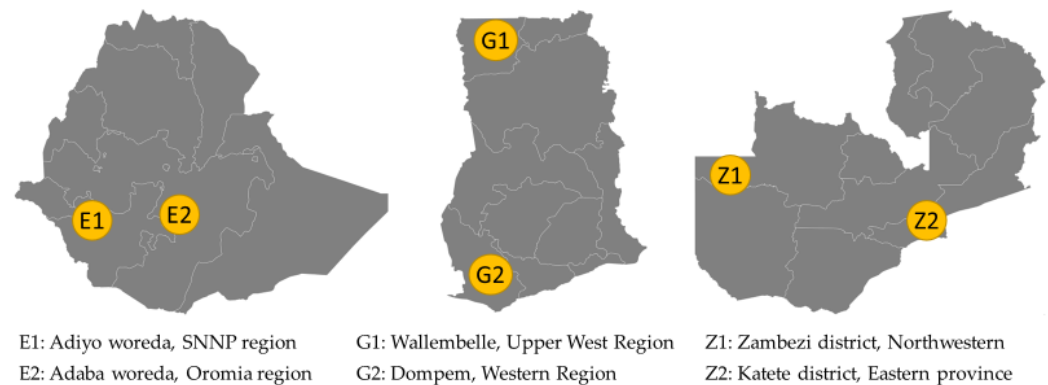 G1
Z1
E1
E2
Z2
G2
E1: Adiyo woreda, SNNP region
G1: Wallembelle, Upper West Region
Z1: Zambezi district, Northwestern
E2: Adaba woreda, Oromia region
G2: Dompem, Western Region
Z2: Katete district, Eastern province